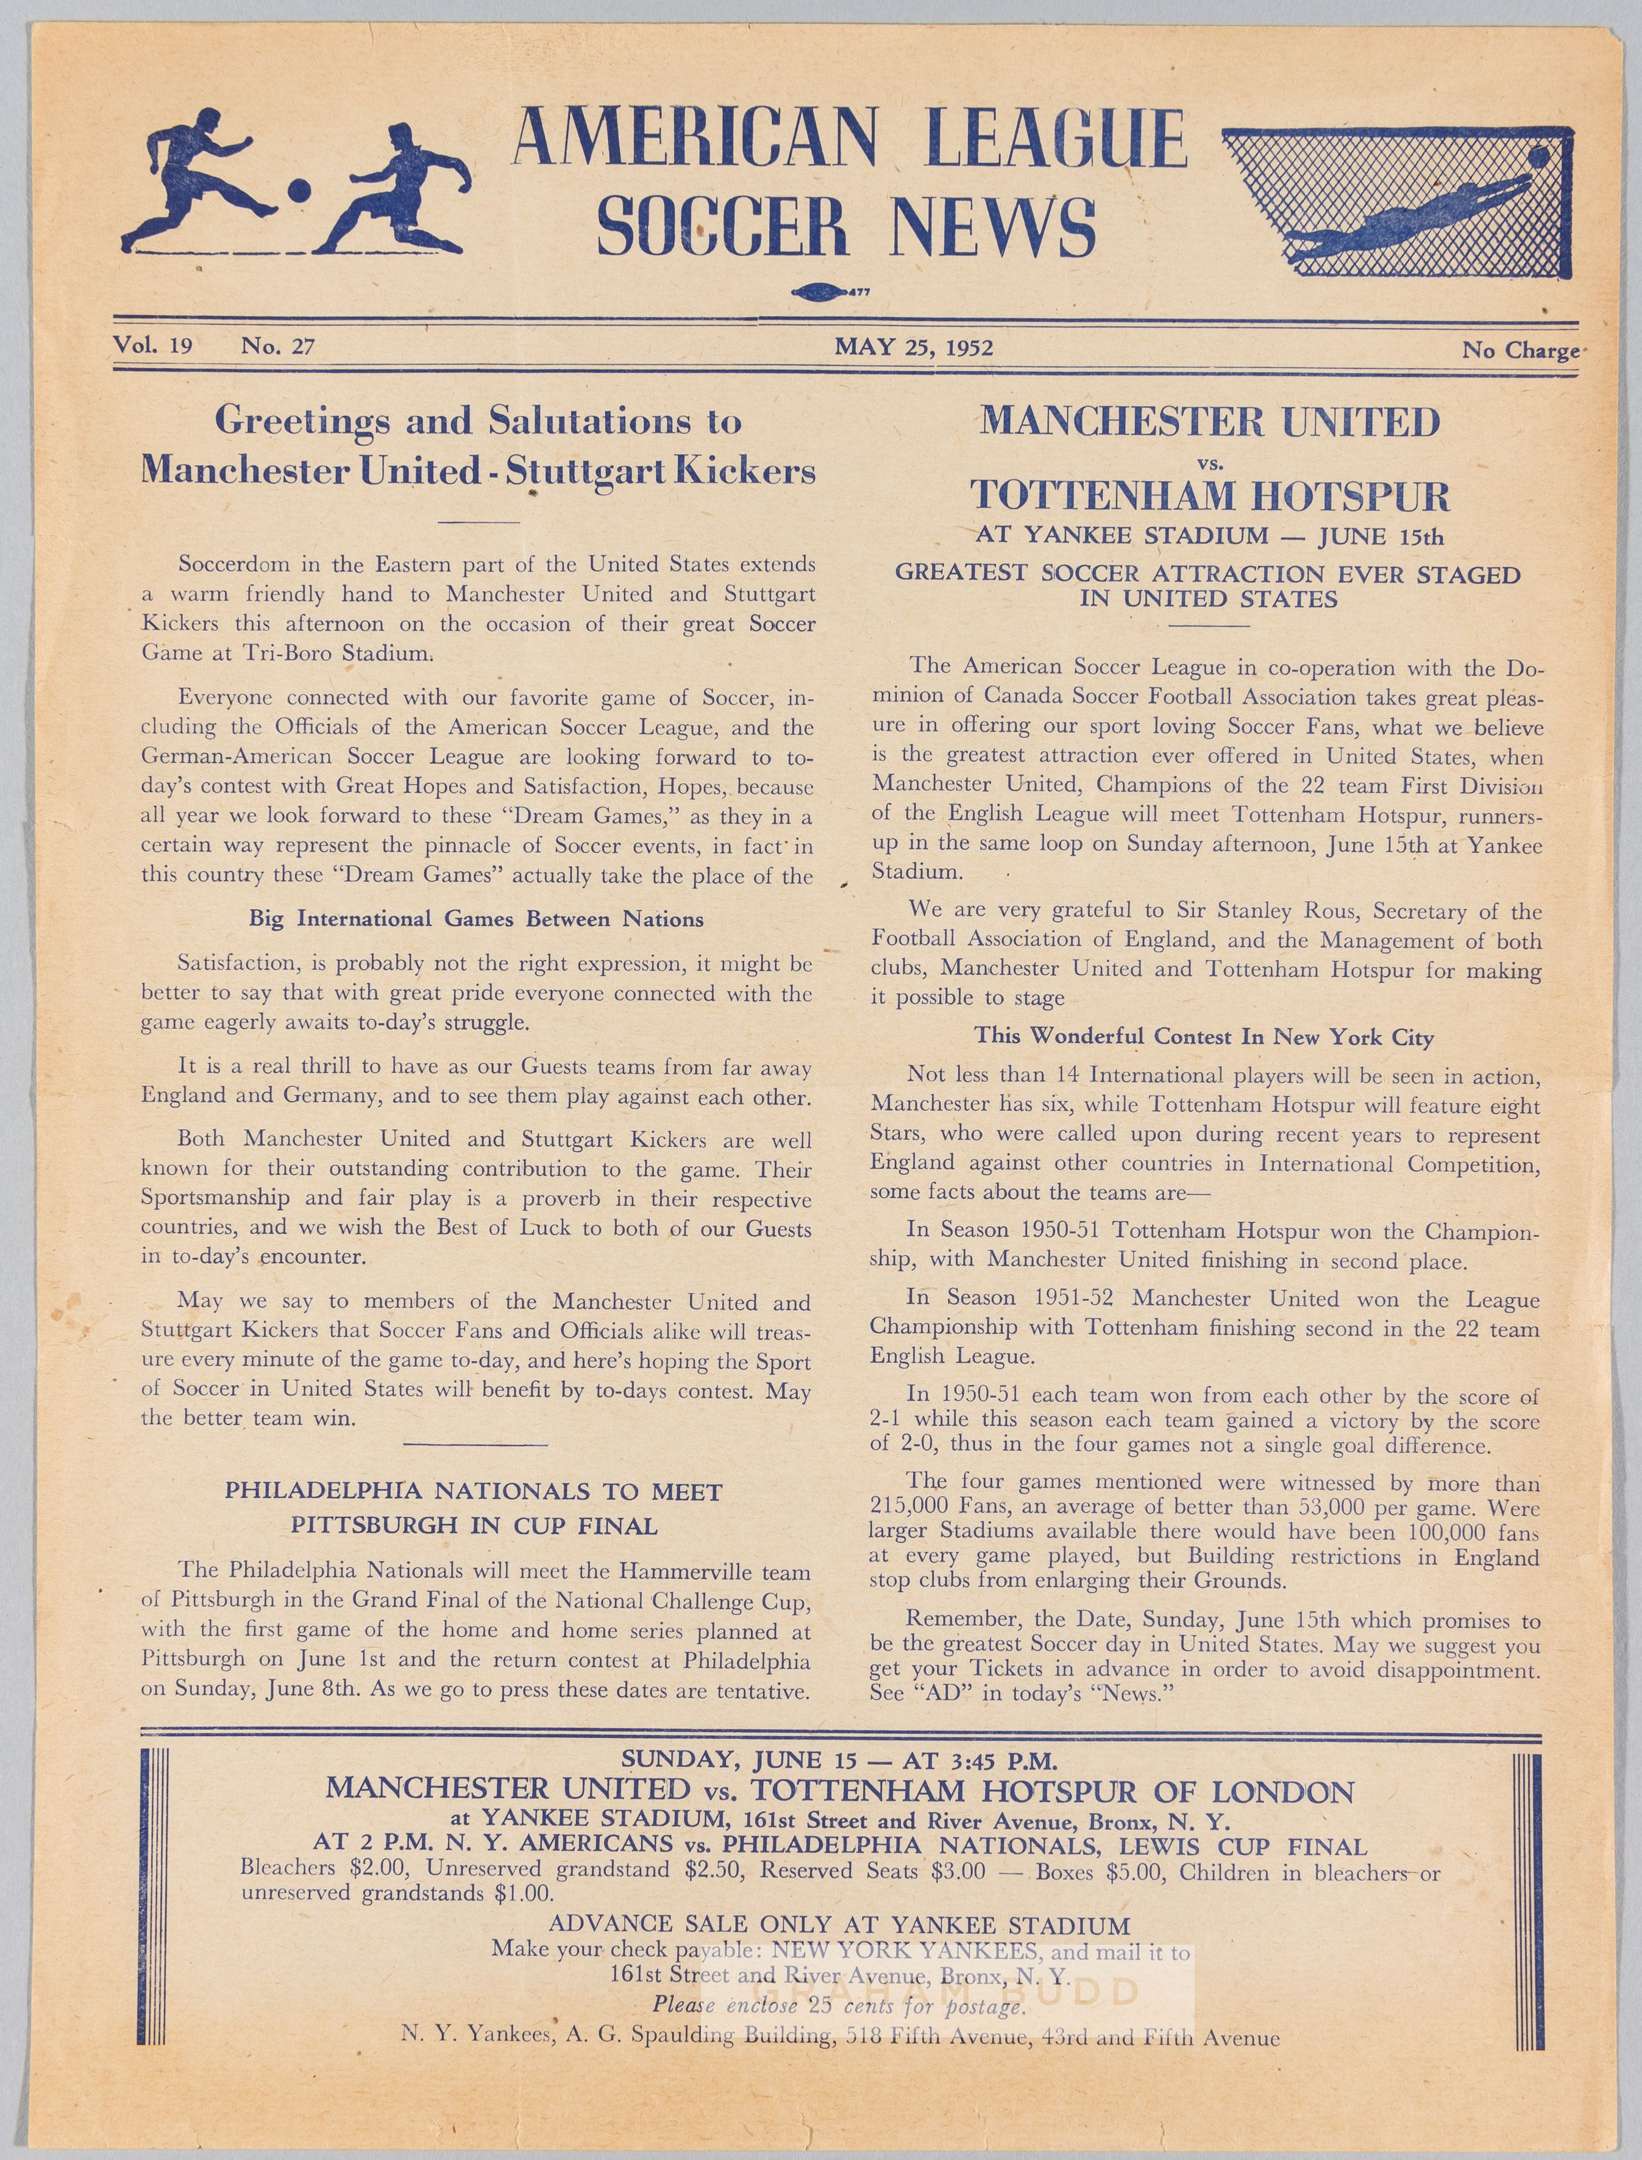 AMERICAN LEAGUE
SOCCER NEWS
477
Vol. 19 No. 27 MAY 25, 1952 No Charge
Greetings and Salutations to
Manchester United - Stuttgart Kickers
Soccerdom in the Eastern part of the United States extends
a warm friendly hand to Manchester United and Stuttgart
Kickers this afternoon on the occasion of their great Soccer
Game at Tri-Boro Stadium.
Everyone connected with our favorite game of Soccer, in-
cluding the Officials of the American Soccer League, and the
German-American Soccer League are looking forward to to-
day's contest with Great Hopes and Satisfaction, Hopes, because
all year we look forward to these "Dream Games," as they in a
certain way represent the pinnacle of Soccer events, in fact in
this country these "Dream Games" actually take the place of the
Big International Games Between Nations
Satisfaction, is probably not the right expression, it might be
better to say that with great pride everyone connected with the
game eagerly awaits to-day's struggle.
It is a real thrill to have as our Guests teams from far away
England and Germany, and to see them play against each other.
Both Manchester United and Stuttgart Kickers are well
known for their outstanding contribution to the game. Their
Sportsmanship and fair play is a proverb in their respective
countries, and we wish the Best of Luck to both of our Guests
in to-day's encounter.
May we say to members of the Manchester United and
Stuttgart Kickers that Soccer Fans and Officials alike will treas-
ure every minute of the game to-day, and here's hoping the Sport
of Soccer in United States will benefit by to-days contest. May
the better team win.
PHILADELPHIA NATIONALS TO MEET
PITTSBURGH IN CUP FINAL
The Philadelphia Nationals will meet the Hammerville team
of Pittsburgh in the Grand Final of the National Challenge Cup,
with the first game of the home and home series planned at
Pittsburgh on June 1st and the return contest at Philadelphia
on Sunday, June 8th. As we go to press these dates are tentative.
MANCHESTER UNITED
vs.
TOTTENHAM HOTSPUR
AT YANKEE STADIUM — JUNE 15th
GREATEST SOCCER ATTRACTION EVER STAGED
IN UNITED STATES
The American Soccer League in co-operation with the Do-
minion of Canada Soccer Football Association takes great pleas-
ure in offering our sport loving Soccer Fans, what we believe
is the greatest attraction ever offered in United States, when
Manchester United, Champions of the 22 team First Division
of the English League will meet Tottenham Hotspur, runners-
up in the same loop on Sunday afternoon, June 15th at Yankee
Stadium.
We are very grateful to Sir Stanley Rous, Secretary of the
Football Association of England, and the Management of both
clubs, Manchester United and Tottenham Hotspur for making
it possible to stage
This Wonderful Contest In New York City
Not less than 14 International players will be seen in action,
Manchester has six, while Tottenham Hotspur will feature eight
Stars, who were called upon during recent years to represent
England against other countries in International Competition,
some facts about the teams are—
In Season 1950-51 Tottenham Hotspur won the Champion-
ship, with Manchester United finishing in second place.
In Season 1951-52 Manchester United won the League
Championship with Tottenham finishing second in the 22 team
English League.
In 1950-51 each team won from each other by the score of
2-1 while this season each team gained a victory by the score
of 2-0, thus in the four games not a single goal difference.
The four games mentioned were witnessed by more than
215,000 Fans, an average of better than 53,000 per game. Were
larger Stadiums available there would have been 100,000 fans
at every game played, but Building restrictions in England
stop clubs from enlarging their Grounds.
Remember, the Date, Sunday, June 15th which promises to
be the greatest Soccer day in United States. May we suggest you
get your Tickets in advance in order to avoid disappointment.
See "AD" in today's "News."
SUNDAY, JUNE 15 — AT 3:45 P.M.
MANCHESTER UNITED vs. TOTTENHAM HOTSPUR OF LONDON
at YANKEE STADIUM, 161st Street and River Avenue, Bronx, N. Y.
AT 2 P.M. N. Y. AMERICANS vs. PHILADELPHIA NATIONALS, LEWIS CUP FINAL
Bleachers $2.00, Unreserved grandstand $2.50, Reserved Seats $3.00 — Boxes $5.00, Children in bleachers or
unreserved grandstands $1.00.
ADVANCE SALE ONLY AT YANKEE STADIUM
Make your check payable: NEW YORK YANKEES, and mail it to
161st Street and River Avenue, Bronx, N. Y.
GRAHAM BUDD
Please enclose 25 cents for postage.
N. Y. Yankees, A. G. Spaulding Building, 518 Fifth Avenue, 43rd and Fifth Avenue